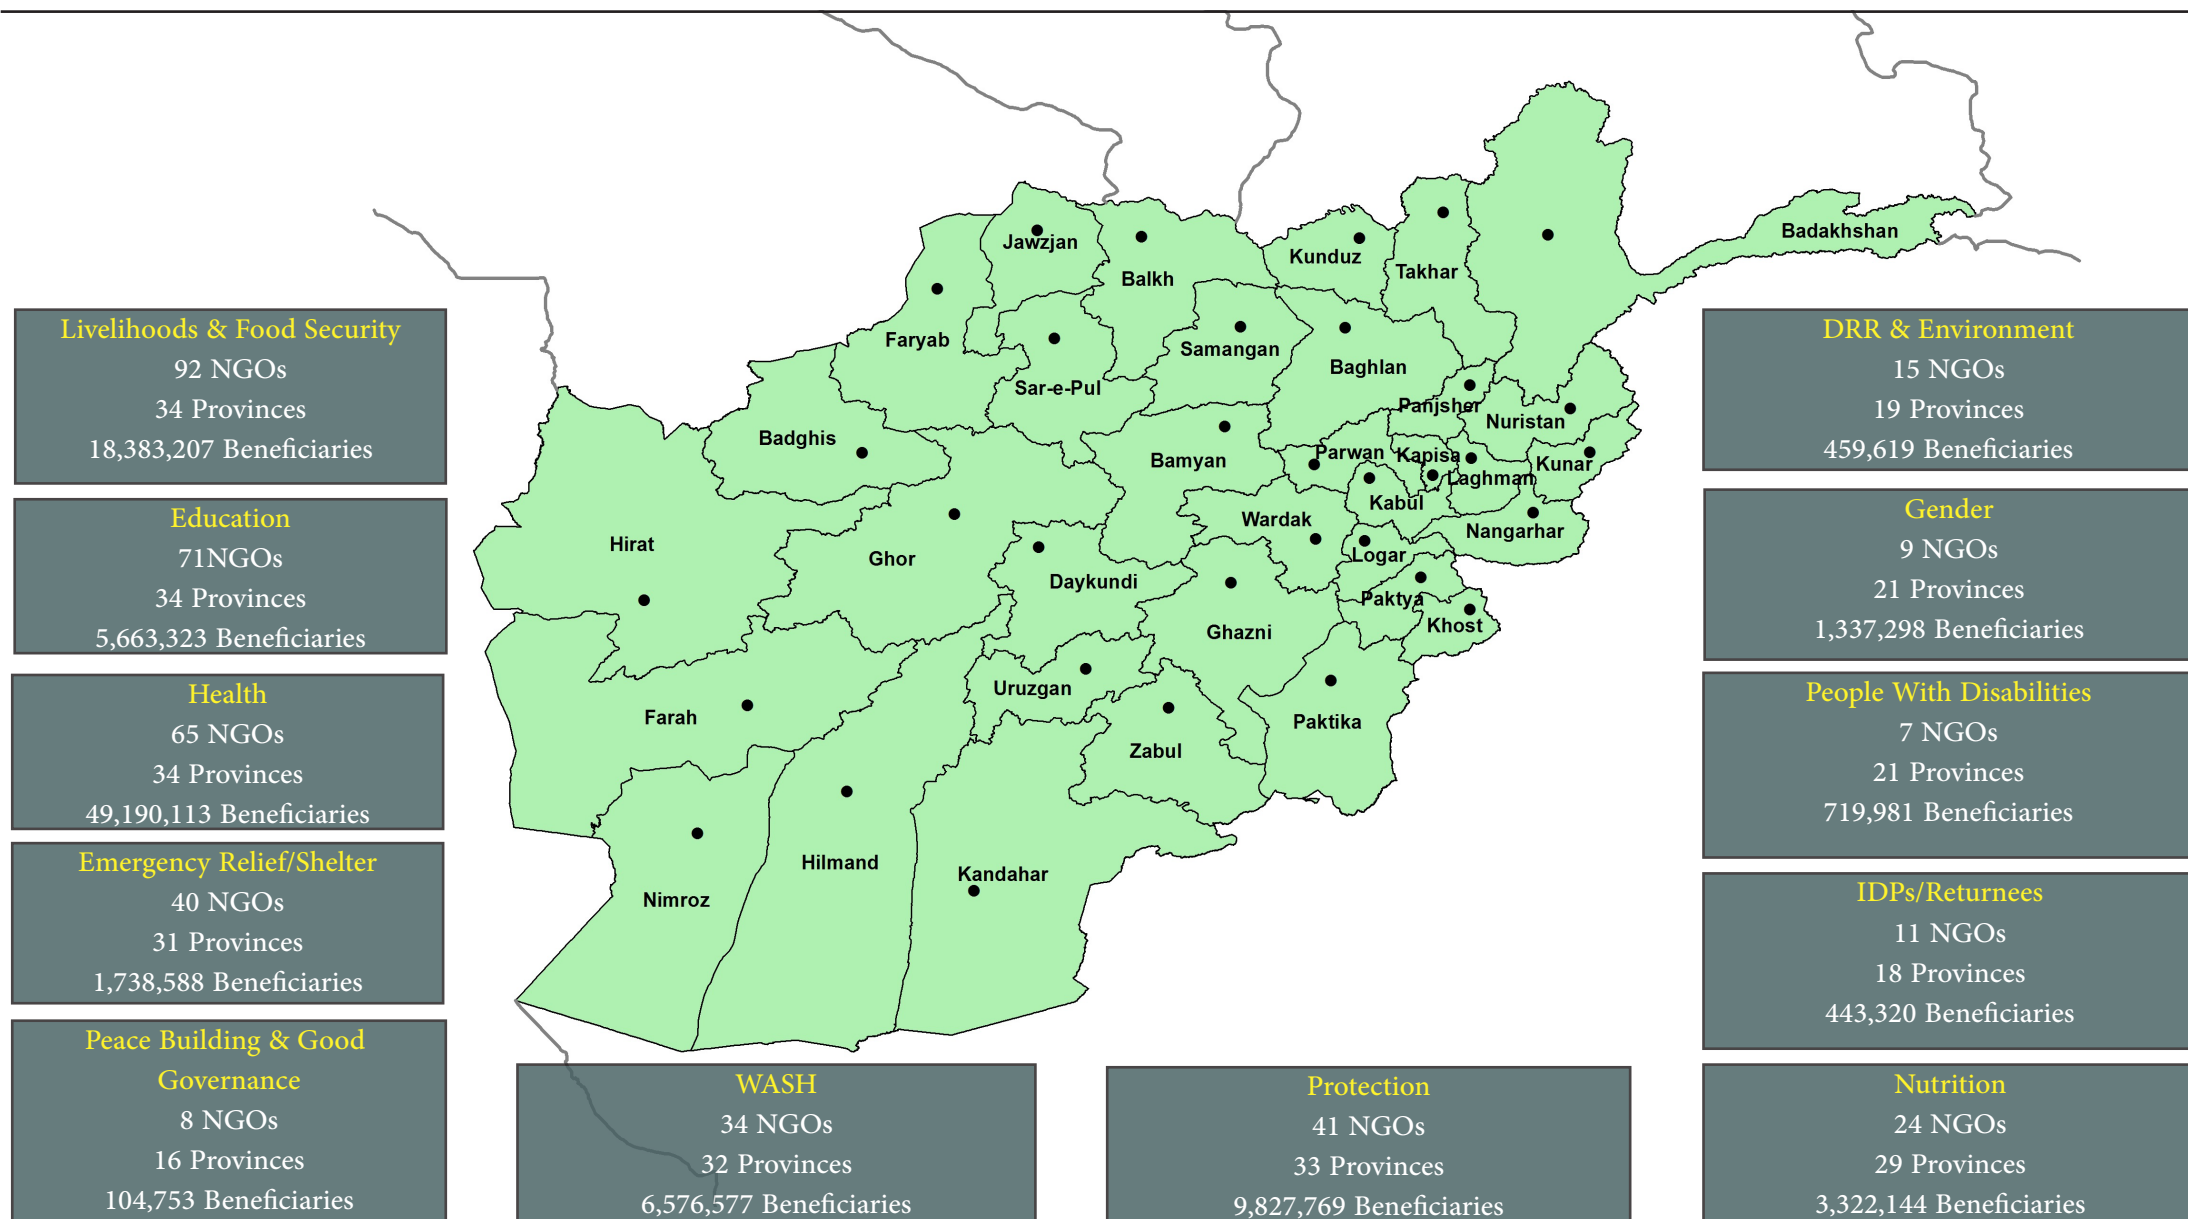 Jawzjan
Balkh
Kunduz
Takhar
Badakhshan
Faryab
Sar-e-Pul
Samangan
Baghlan
Panjsher
Nuristan
Badghis
Bamyan
Parwan
Kapisa
Laghman
Kunar
Kabul
Wardak
Logar
Nangarhar
Hirat
Ghor
Daykundi
Paktya
Khost
Ghazni
Uruzgan
Farah
Zabul
Paktika
Nimroz
Hilmand
Kandahar
Livelihoods & Food Security
92 NGOs
34 Provinces
18,383,207 Beneficiaries
Education
71NGOs
34 Provinces
5,663,323 Beneficiaries
Health
65 NGOs
34 Provinces
49,190,113 Beneficiaries
Emergency Relief/Shelter
40 NGOs
31 Provinces
1,738,588 Beneficiaries
Peace Building & Good
Governance
8 NGOs
16 Provinces
104,753 Beneficiaries
WASH
34 NGOs
32 Provinces
6,576,577 Beneficiaries
Protection
41 NGOs
33 Provinces
9,827,769 Beneficiaries
DRR & Environment
15 NGOs
19 Provinces
459,619 Beneficiaries
Gender
9 NGOs
21 Provinces
1,337,298 Beneficiaries
People With Disabilities
7 NGOs
21 Provinces
719,981 Beneficiaries
IDPs/Returnees
11 NGOs
18 Provinces
443,320 Beneficiaries
Nutrition
24 NGOs
29 Provinces
3,322,144 Beneficiaries